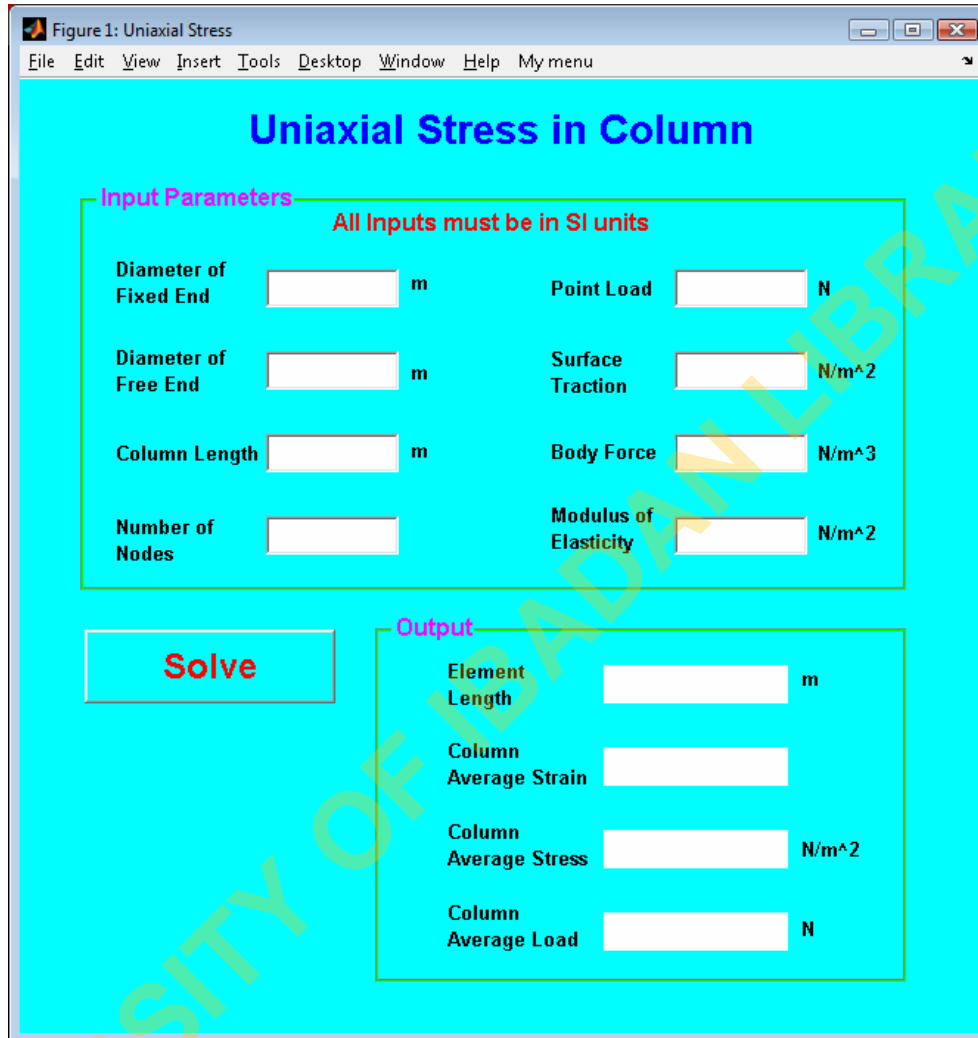 Figure 1: Uniaxial Stress
File Edit View Insert Tools Desktop Window Help My menu
Uniaxial Stress in Column
Input Parameters
All Inputs must be in SI units
Diameter of
Fixed End
m
Diameter of
Free End
m
Column Length
m
Number of
Nodes
Point Load
N
Surface
Traction
N/m^2
Body Force
N/m^3
Modulus of
Elasticity
N/m^2
Solve
Output
Element
Length
m
Column
Average Strain
Column
Average Stress
N/m^2
Column
Average Load
N
OF IBADAN